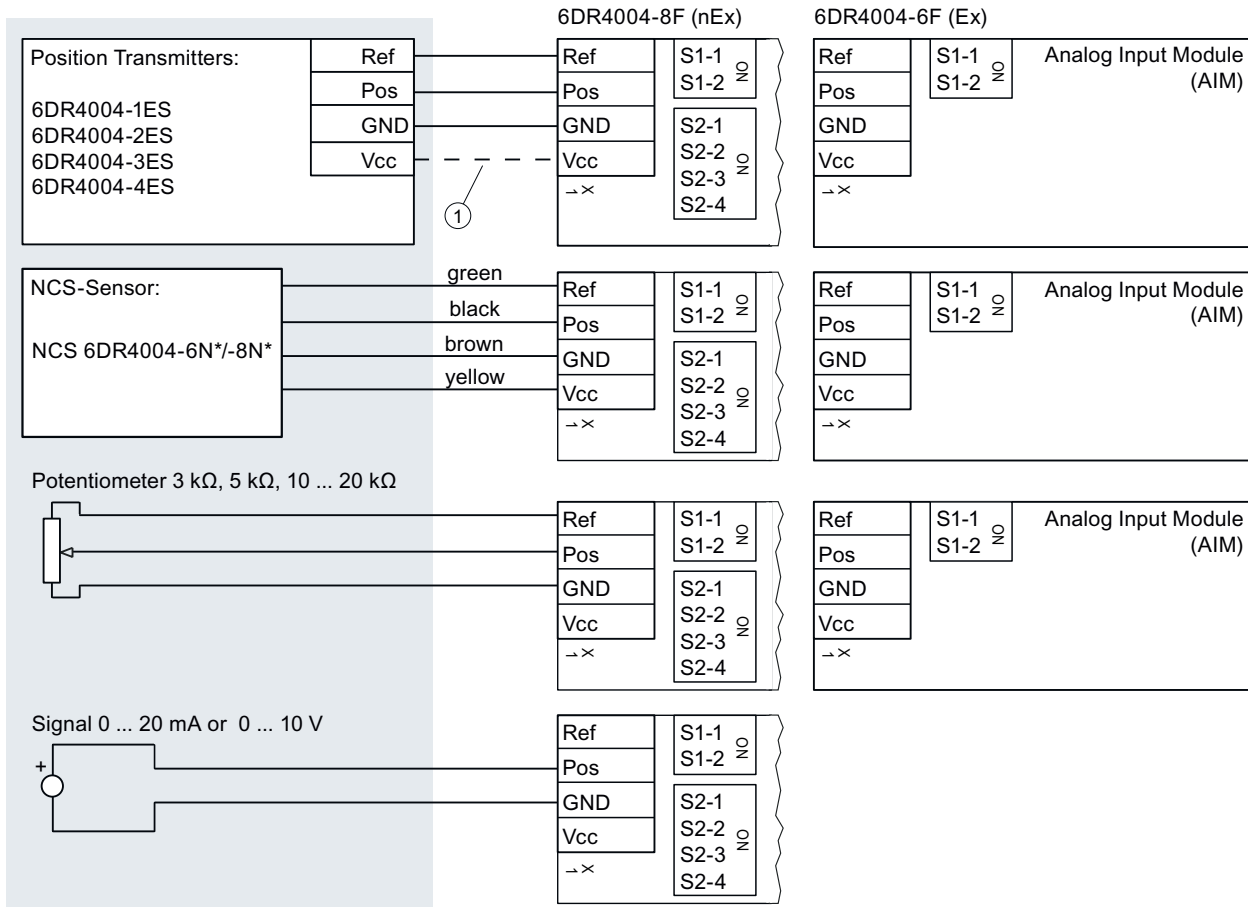 6DR4004-8F (nEx)
6DR4004-6F (Ex)
Position Transmitters:
6DR4004-1ES
6DR4004-2ES
6DR4004-3ES
6DR4004-4ES
Ref
Pos
GND
Vcc
1
Ref
Pos
GND
Vcc
X
1
S1-1
S1-2
ON
S2-1
S2-2
S2-3
S2-4
ON
Ref
Pos
GND
Vcc
X
1
S1-1
S1-2
ON
Analog Input Module
(AIM)
NCS-Sensor:
NCS 6DR4004-6N*/-8N*
green
black
brown
yellow
Ref
Pos
GND
Vcc
X
1
S1-1
S1-2
ON
S2-1
S2-2
S2-3
S2-4
ON
Ref
Pos
GND
Vcc
X
1
S1-1
S1-2
ON
Analog Input Module
(AIM)
Potentiometer 3 kΩ, 5 kΩ, 10 ... 20 kΩ
Ref
Pos
GND
Vcc
X
1
S1-1
S1-2
ON
S2-1
S2-2
S2-3
S2-4
ON
Ref
Pos
GND
Vcc
X
1
S1-1
S1-2
ON
Analog Input Module
(AIM)
Signal 0 ... 20 mA or 0 ... 10 V
+
Ref
Pos
GND
Vcc
X
1
S1-1
S1-2
ON
S2-1
S2-2
S2-3
S2-4
ON